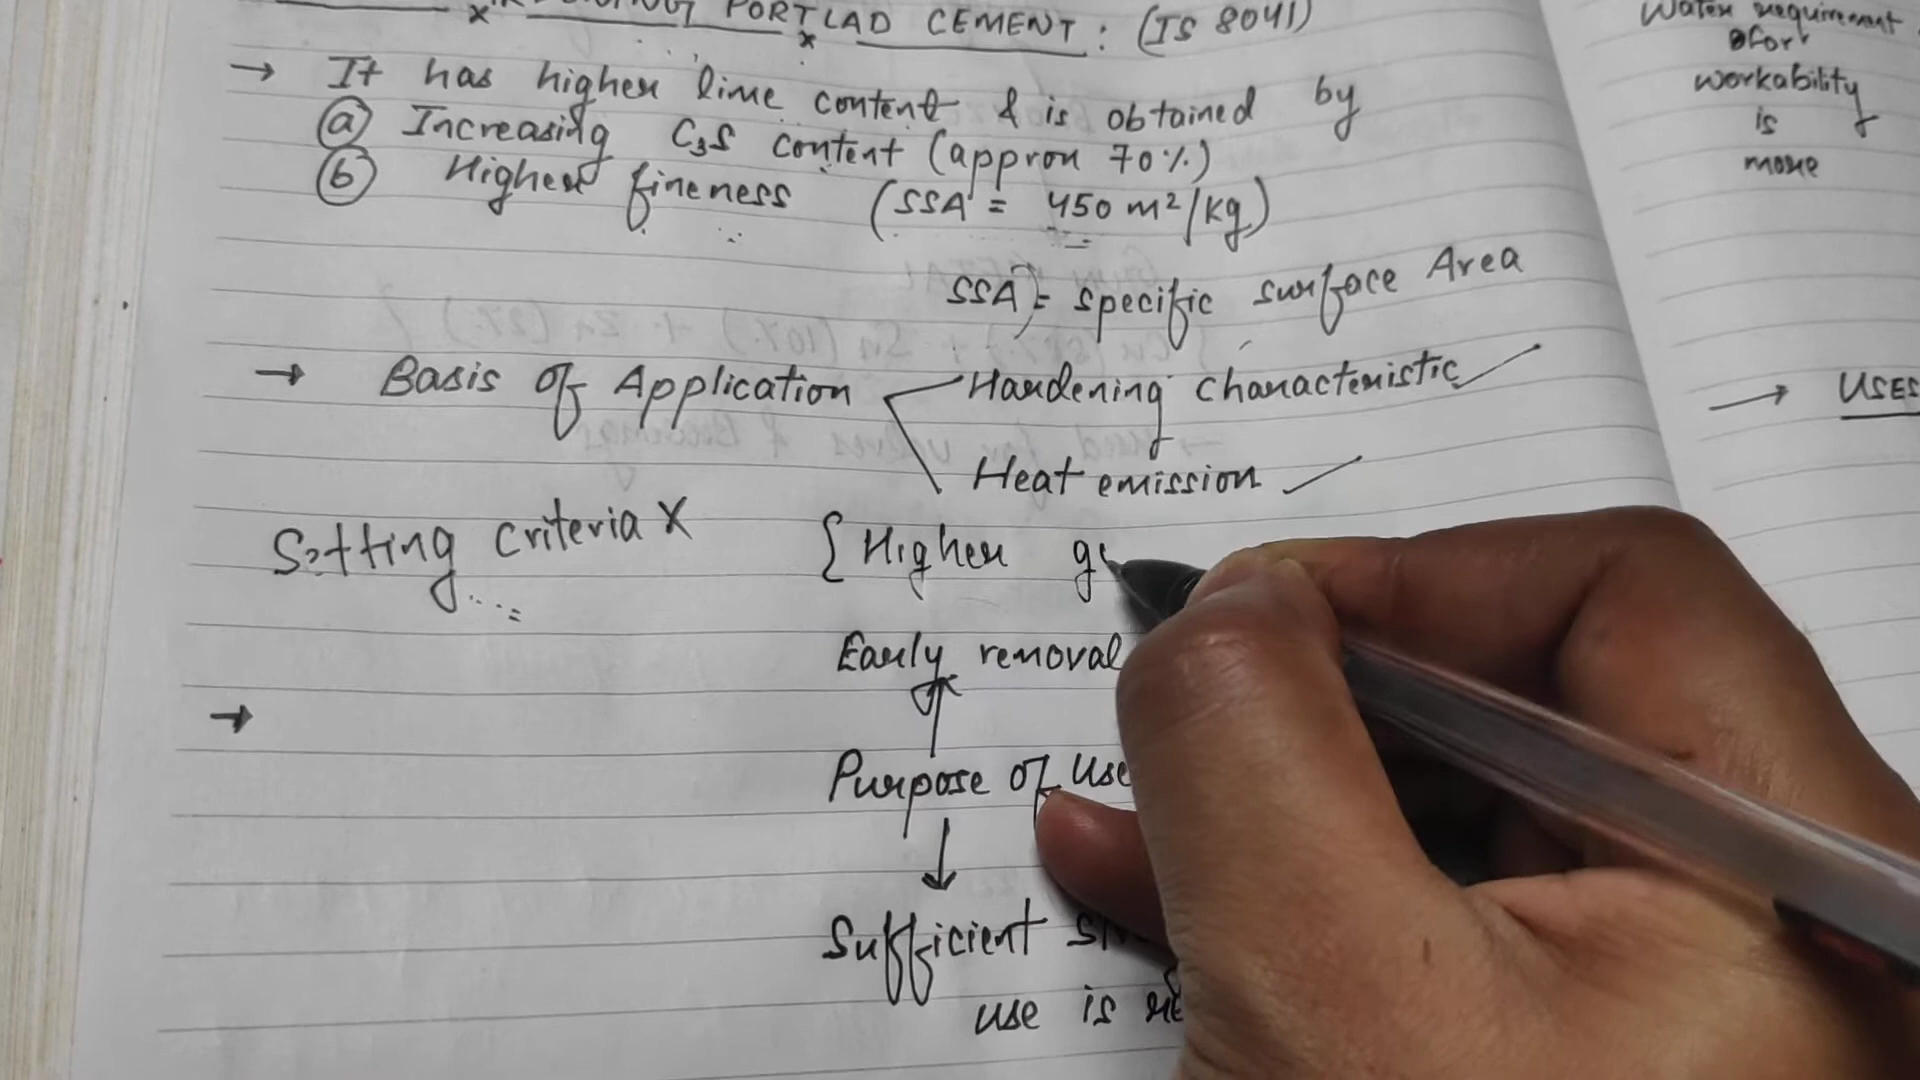 PORTLAD CEMENT : (IS 8041)
→ It has higher lime content & is obtained by
(a) Increasing C3S content (approx 70%)
(b) Higher fineness (SSA = 450 m²/kg)
SSA = specific surface Area
→ Basis of Application Hardening characteristic ✓
Heat emission ✓
Setting criteria X { Higher
Early removal
→
Purpose of Use
↓
Sufficient
use is
Water requirement
for
workability
is
more
→ USES